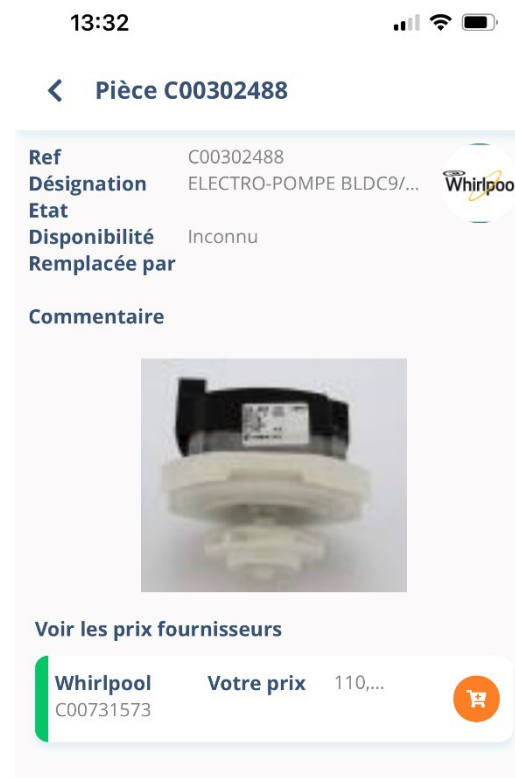 13:32
Pièce C00302488
Ref C00302488
Désignation ELECTRO-POMPE BLDC9/...
Whirlpoo
Etat
Disponibilité Inconnu
Remplacée par
Commentaire
Voir les prix fournisseurs
Whirlpool Votre prix 110,...
C00731573